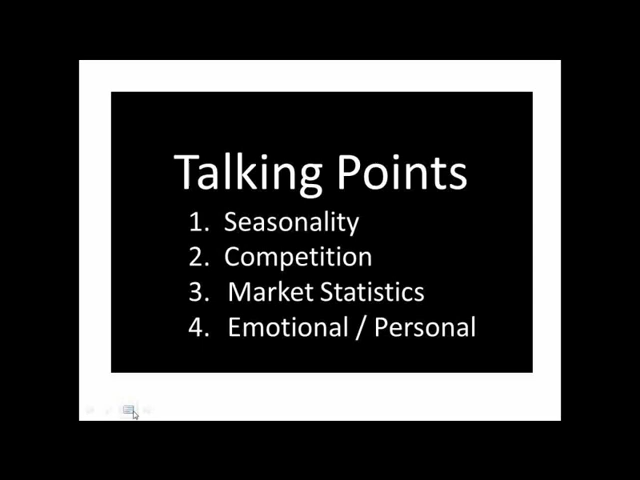 Talking Points
1. Seasonality
2. Competition
3. Market Statistics
4. Emotional / Personal